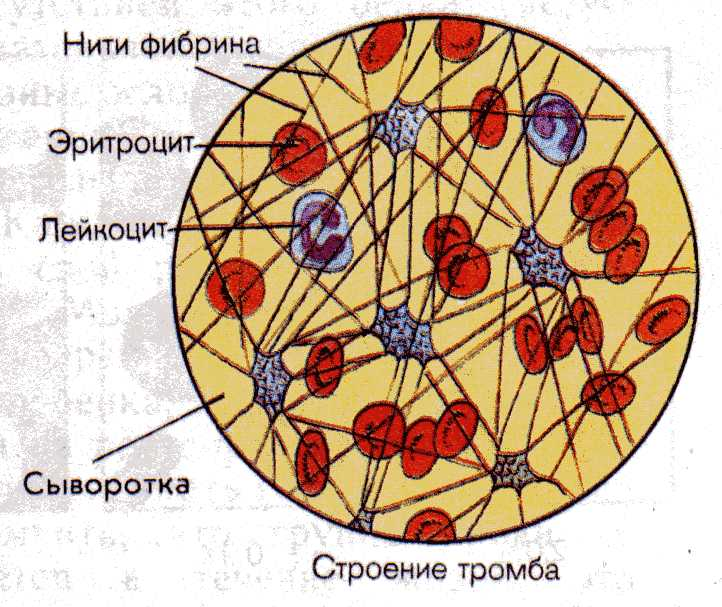 Нити фибрина
Эритроцит
Лейкоцит
Сыворотка
Строение тромба